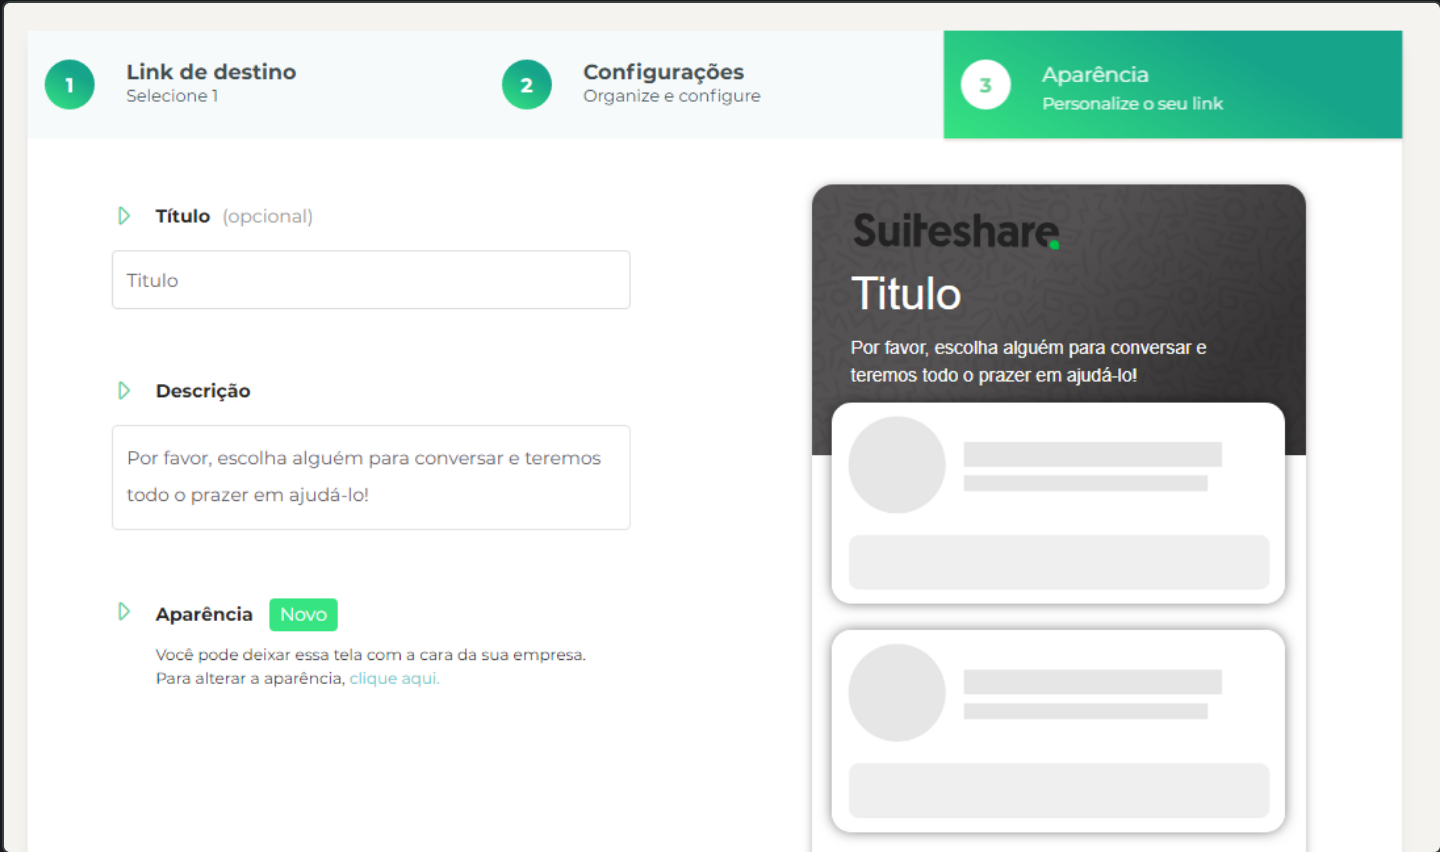 1
Link de destino
Selecione 1
2
Configurações
Organize e configure
3
Aparência
Personalize o seu link
Título (opcional)
Titulo
Descrição
Por favor, escolha alguém para conversar e teremos
todo o prazer em ajudá-lo!
Aparência Novo
Você pode deixar essa tela com a cara da sua empresa.
Para alterar a aparência, clique aqui.
Suiteshare
Titulo
Por favor, escolha alguém para conversar e
teremos todo o prazer em ajudá-lo!